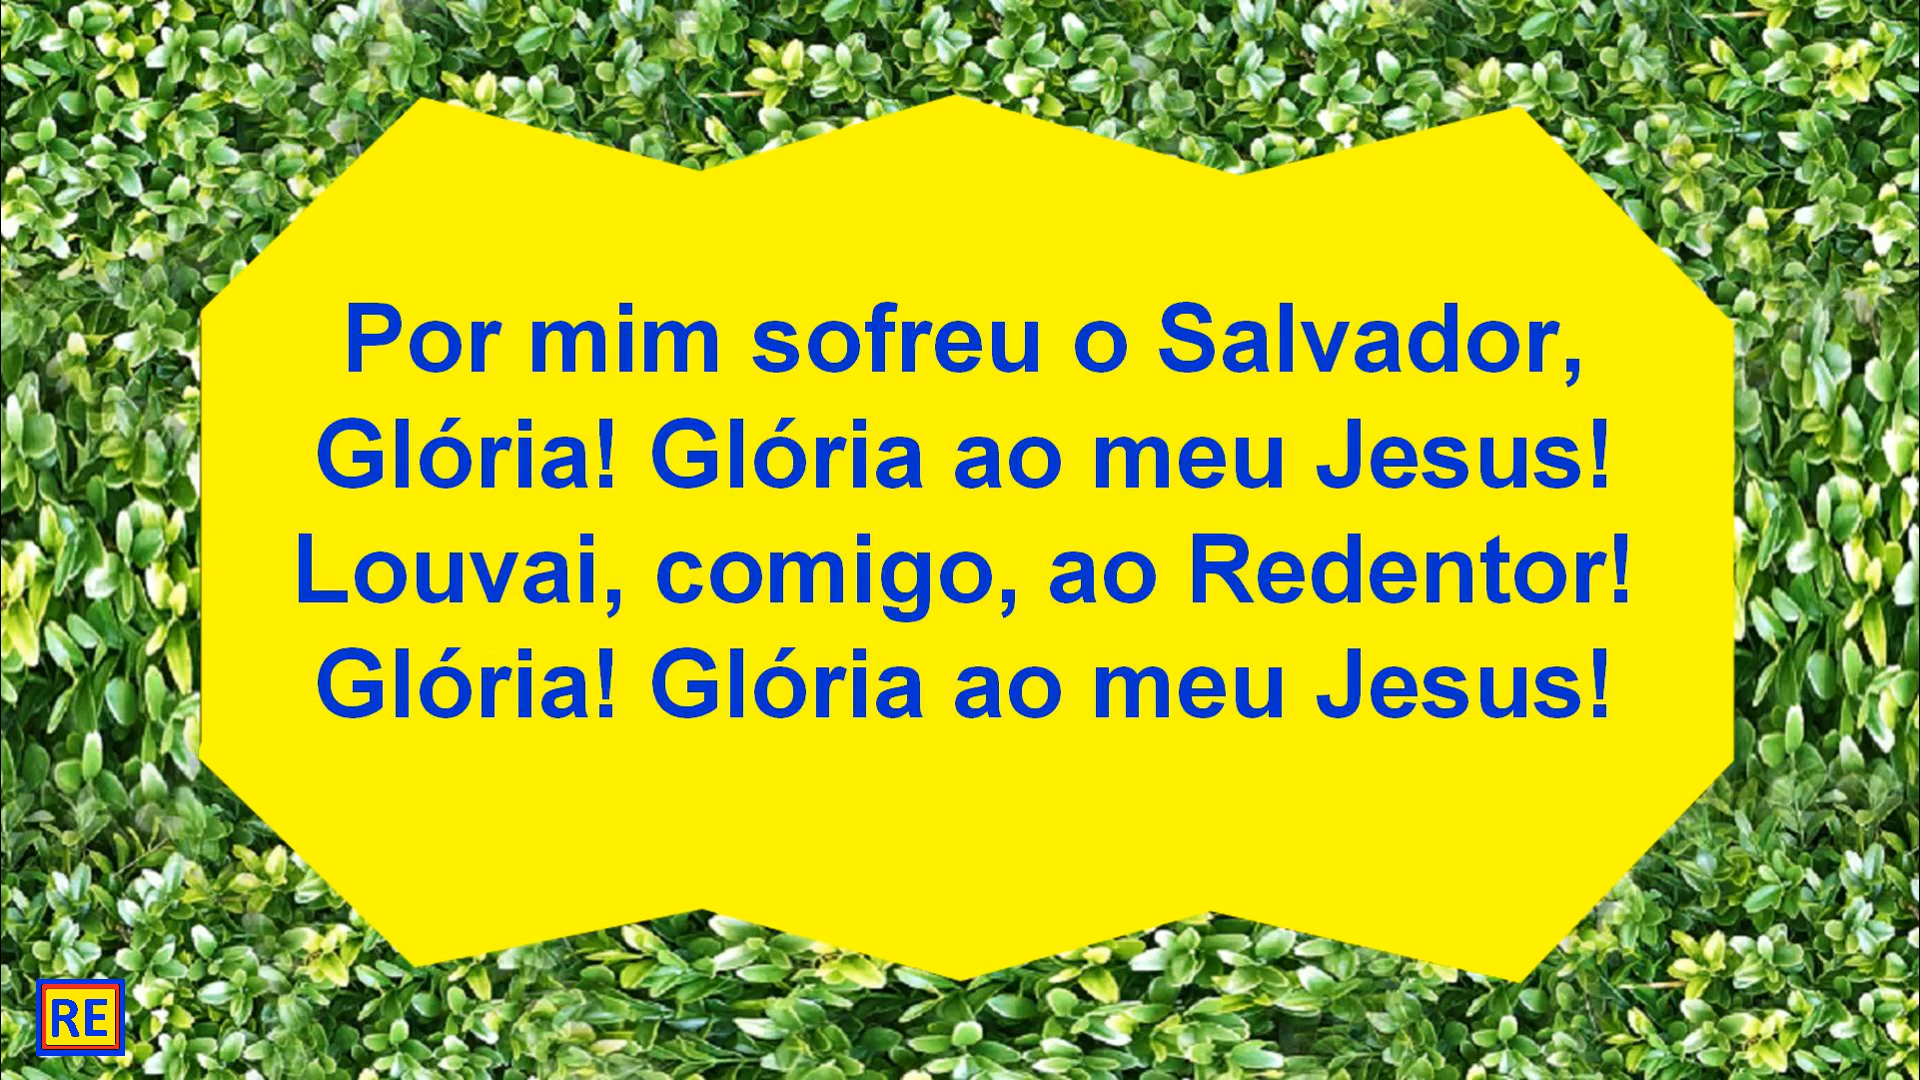 Por mim sofreu o Salvador,
Glória! Glória ao meu Jesus!
Louvai, comigo, ao Redentor!
Glória! Glória ao meu Jesus!
RE